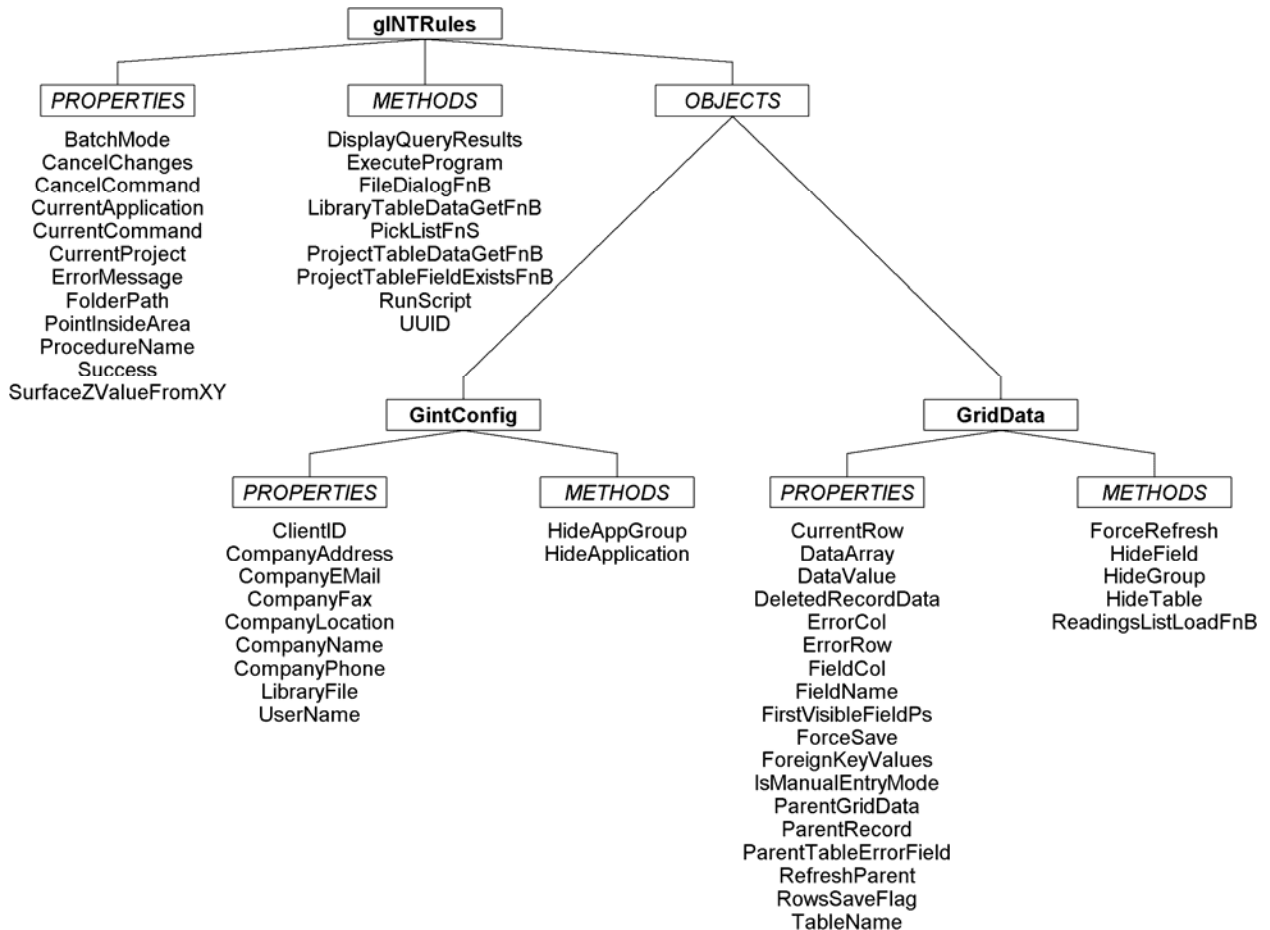 gINTRules
PROPERTIES
BatchMode
CancelChanges
CancelCommand
CurrentApplication
CurrentCommand
CurrentProject
ErrorMessage
FolderPath
PointInsideArea
ProcedureName
Success
SurfaceZValueFromXY
METHODS
DisplayQueryResults
ExecuteProgram
FileDialogFnB
LibraryTableDataGetFnB
PickListFnS
ProjectTableDataGetFnB
ProjectTableFieldExistsFnB
RunScript
UUID
OBJECTS
GintConfig
PROPERTIES
ClientID
CompanyAddress
CompanyEMail
CompanyFax
CompanyLocation
CompanyName
CompanyPhone
LibraryFile
UserName
METHODS
HideAppGroup
HideApplication
GridData
PROPERTIES
CurrentRow
DataArray
DataValue
DeletedRecordData
ErrorCol
ErrorRow
FieldCol
FieldName
FirstVisibleFieldPs
ForceSave
ForeignKeyValues
IsManualEntryMode
ParentGridData
ParentRecord
ParentTableErrorField
RefreshParent
RowsSaveFlag
TableName
METHODS
ForceRefresh
HideField
HideGroup
HideTable
ReadingsListLoadFnB